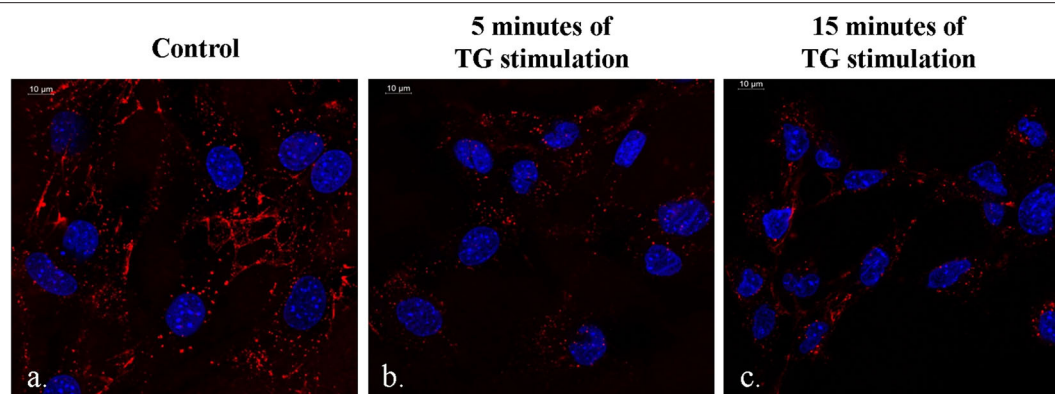 Control
5 minutes of
TG stimulation
15 minutes of
TG stimulation
10 µm
10 µm
10 µm
a.
b.
c.